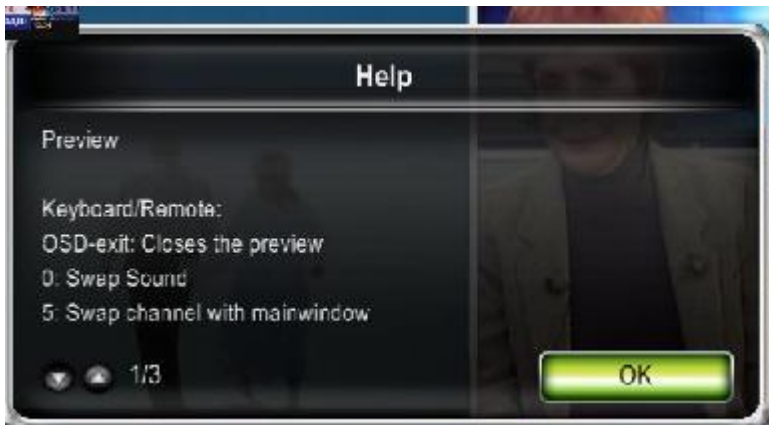 Help
Preview
Keyboard/Remote:
OSD-exit: Closes the preview
0: Swap Sound
5: Swap channel with mainwindow
1/3
OK